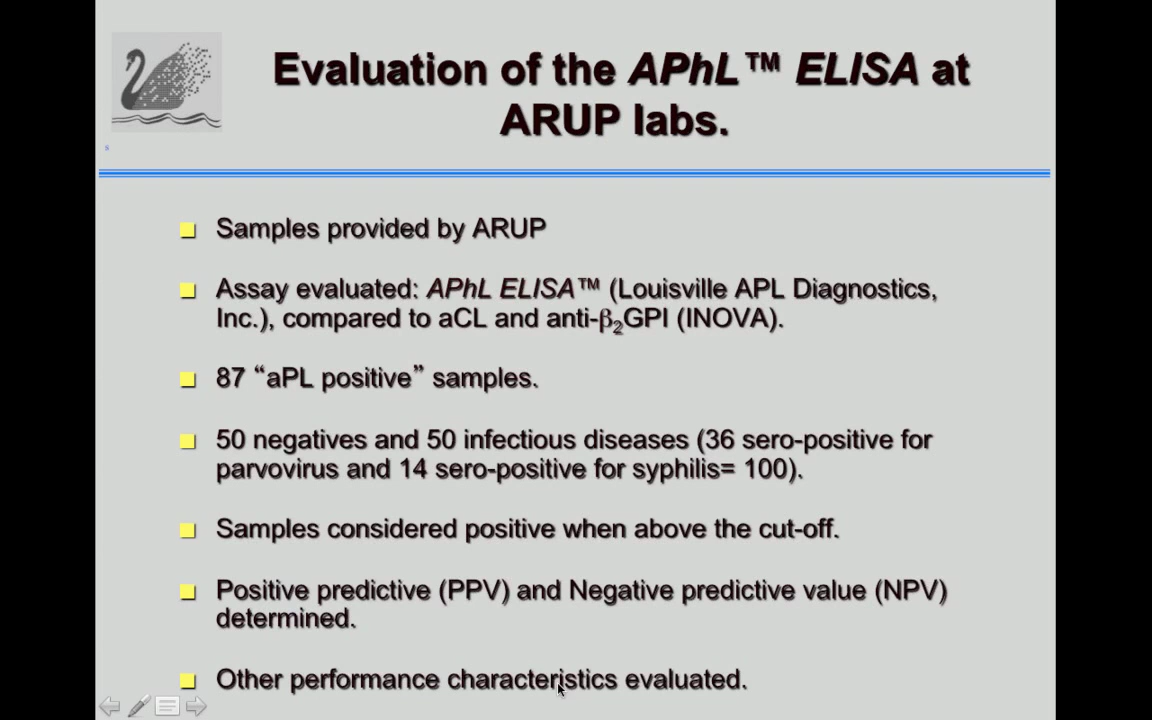 Evaluation of the APhL™ ELISA at
ARUP labs.
Samples provided by ARUP
Assay evaluated: APhL ELISA™ (Louisville APL Diagnostics,
Inc.), compared to aCL and anti-β₂GPI (INOVA).
87 “aPL positive” samples.
50 negatives and 50 infectious diseases (36 sero-positive for
parvovirus and 14 sero-positive for syphilis= 100).
Samples considered positive when above the cut-off.
Positive predictive (PPV) and Negative predictive value (NPV)
determined.
Other performance characteristics evaluated.